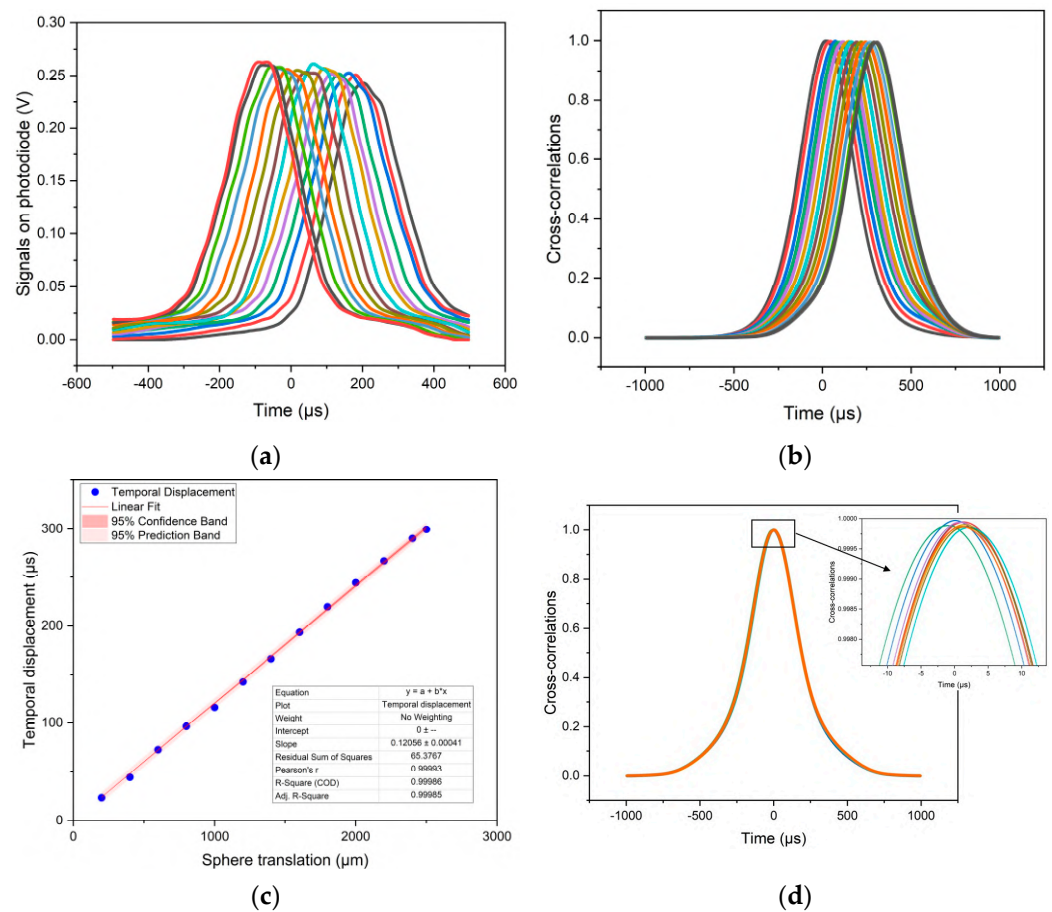 0.30
0.25
0.20
0.15
0.10
0.05
0.00
Signals on photodiode (V)
-600
-400
-200
0
200
400
600
Time (µs)
(a)
1.0
0.8
0.6
0.4
0.2
0.0
Cross-correlations
-1000
-500
0
500
1000
Time (µs)
(b)
Temporal Displacement
Linear Fit
95% Confidence Band
95% Prediction Band
300
200
100
0
Temporal displacement (µs)
Equation y = a + b*x
Plot Temporal displacement
Weight No Weighting
Intercept 0 ± --
Slope 0.12056 ± 0.00041
Residual Sum of Squares 65.3767
Pearson's r 0.99993
R-Square (COD) 0.99986
Adj. R-Square 0.99985
0
1000
2000
3000
Sphere translation (µm)
(c)
1.0
0.8
0.6
0.4
0.2
0.0
Cross-correlations
-1000
-500
0
500
1000
Time (µs)
1.0000
0.9995
0.9990
0.9985
0.9980
Cross-correlations
-10
-5
0
5
10
Time (µs)
(d)